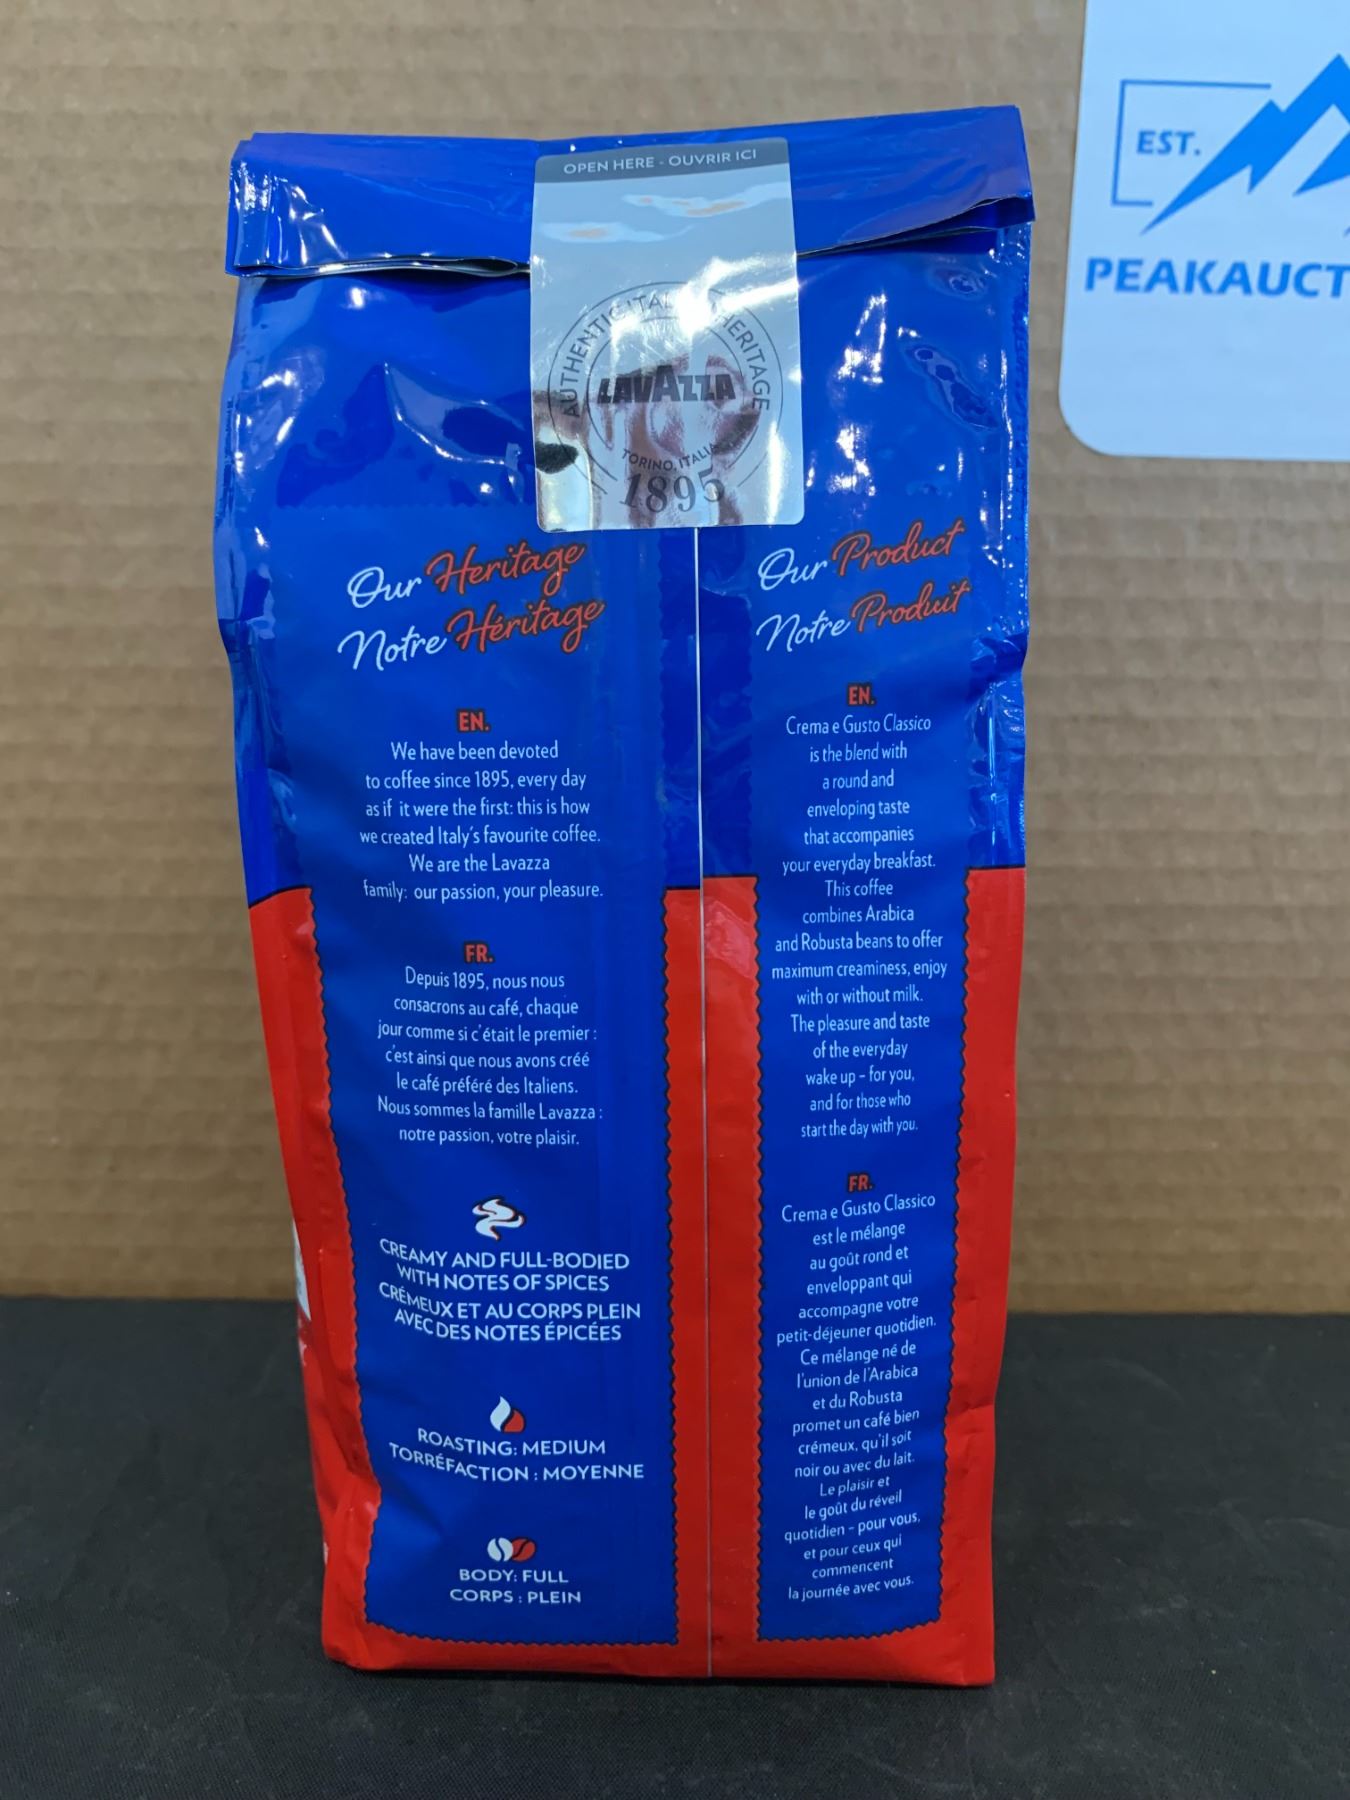 OPEN HERE - OUVRIR ICI
AUTHENTIC ITALIAN HERITAGE
LAVAZZA
TORINO, ITALIA
1895
EST.
PEAKAUCT
Our Heritage
Notre Héritage
EN.
We have been devoted
to coffee since 1895, every day
as if it were the first: this is how
we created Italy's favourite coffee.
We are the Lavazza
family: our passion, your pleasure.
FR.
Depuis 1895, nous nous
consacrons au café, chaque
jour comme si c'était le premier :
c'est ainsi que nous avons créé
le café préféré des Italiens.
Nous sommes la famille Lavazza :
notre passion, votre plaisir.
CREAMY AND FULL-BODIED
WITH NOTES OF SPICES
CRÉMEUX ET AU CORPS PLEIN
AVEC DES NOTES ÉPICÉES
ROASTING: MEDIUM
TORRÉFACTION : MOYENNE
BODY: FULL
CORPS : PLEIN
Our Product
Notre Produit
EN.
Crema e Gusto Classico
is the blend with
a round and
enveloping taste
that accompanies
your everyday breakfast.
This coffee
combines Arabica
and Robusta beans to offer
maximum creaminess, enjoy
with or without milk.
The pleasure and taste
of the everyday
wake up – for you,
and for those who
start the day with you.
FR.
Crema e Gusto Classico
est le mélange
au goût rond et
enveloppant qui
accompagne votre
petit-déjeuner quotidien.
Ce mélange né de
l'union de l'Arabica
et du Robusta
promet un café bien
crémeux, qu'il soit
noir ou avec du lait.
Le plaisir et
le goût du réveil
quotidien – pour vous,
et pour ceux qui
commencent
la journée avec vous.